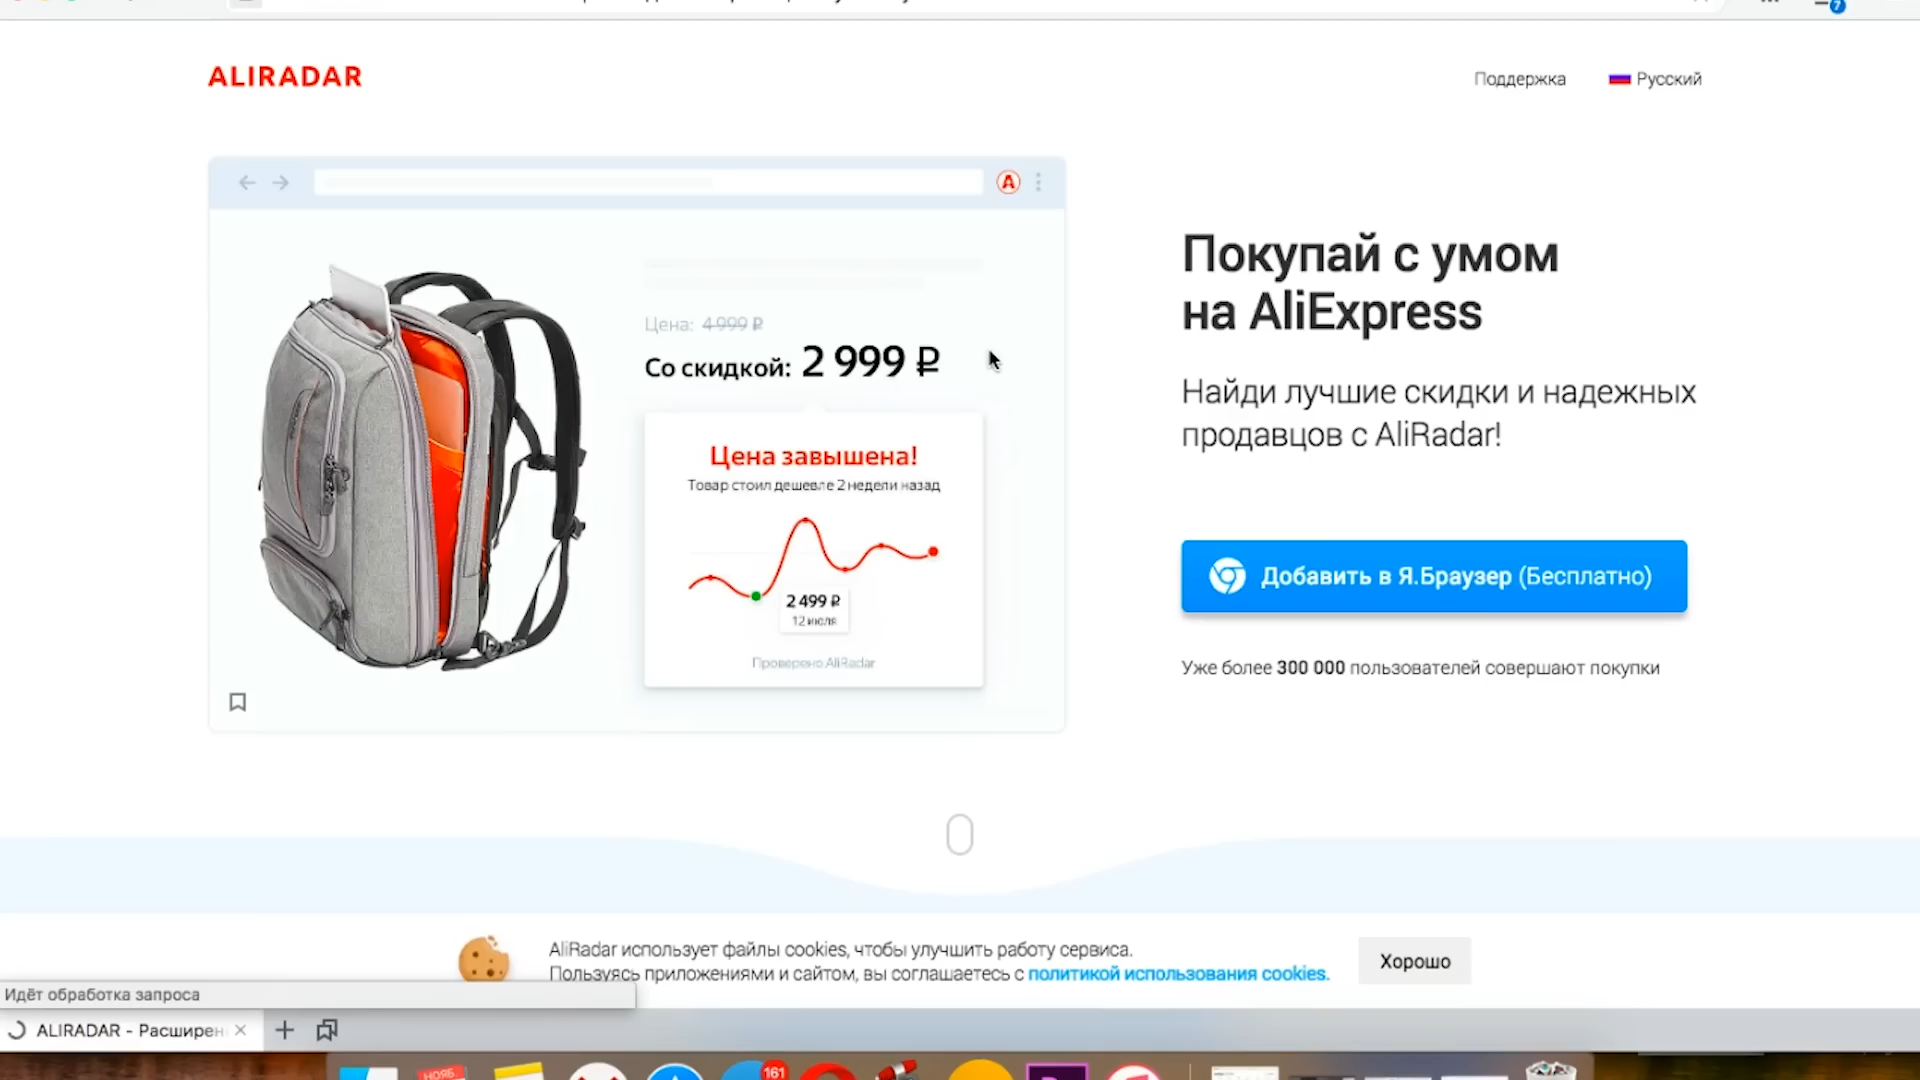 7
ALIRADAR
Поддержка
Русский
A
Цена: 4 999 ₽
Со скидкой: 2 999 ₽
Цена завышена!
Товар стоил дешевле 2 недели назад
2 499 ₽
12 июля
Проверено AliRadar
Покупай с умом
на AliExpress
Найди лучшие скидки и надежных
продавцов с AliRadar!
Добавить в Я.Браузер (Бесплатно)
Уже более 300 000 пользователей совершают покупки
AliRadar использует файлы cookies, чтобы улучшить работу сервиса.
Пользуясь приложениями и сайтом, вы соглашаетесь с политикой использования cookies.
Хорошо
Идёт обработка запроса
ALIRADAR - Расширен
НОЯБ.
161